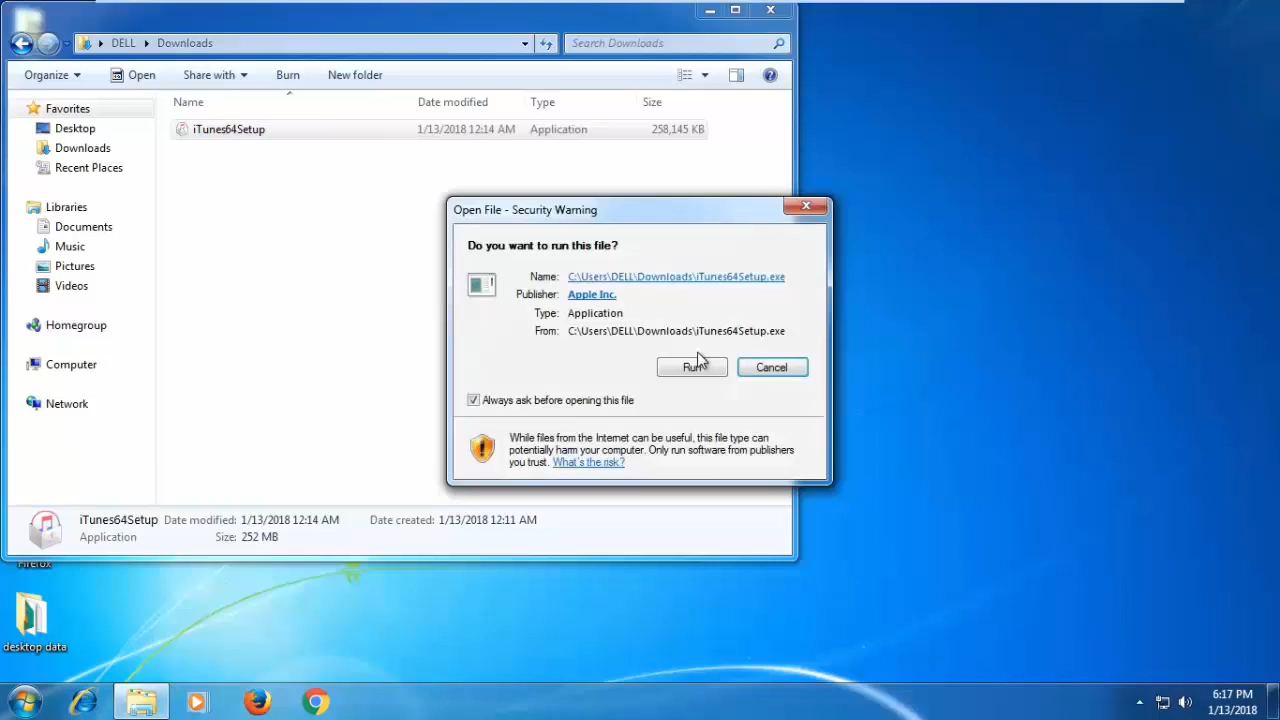 DELL Downloads
Search Downloads
Organize Open Share with Burn New folder
Name Date modified Type Size
Favorites
iTunes64Setup 1/13/2018 12:14 AM Application 258,145 KB
Desktop
Downloads
Recent Places
Libraries
Documents
Music
Pictures
Videos
Homegroup
Computer
Network
Open File - Security Warning
Do you want to run this file?
Name: C:\Users\DELL\Downloads\iTunes64Setup.exe
Publisher: Apple Inc.
Type: Application
From: C:\Users\DELL\Downloads\iTunes64Setup.exe
Run Cancel
Always ask before opening this file
While files from the Internet can be useful, this file type can
potentially harm your computer. Only run software from publishers
you trust. What's the risk?
iTunes64Setup Date modified: 1/13/2018 12:14 AM Date created: 1/13/2018 12:11 AM
Application Size: 252 MB
Firefox
desktop data
6:17 PM
1/13/2018